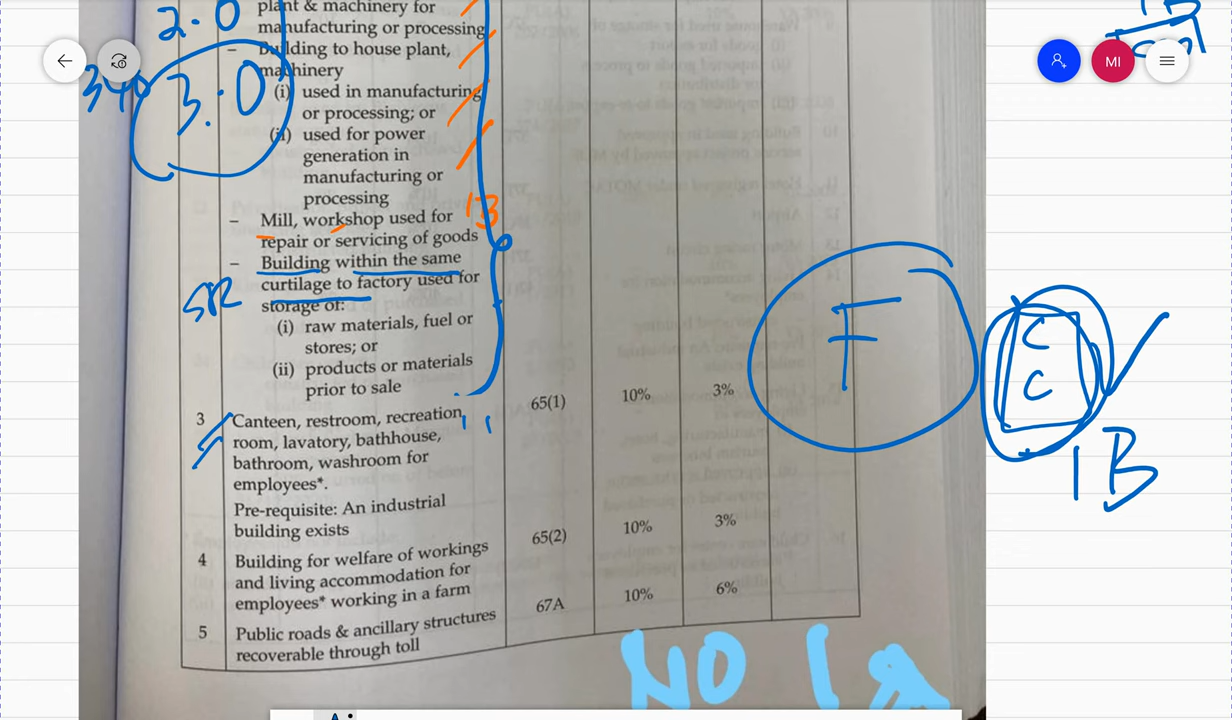 2.0
plant & machinery for
manufacturing or processing
– Building to house plant,
machinery
340
3.0
(i) used in manufacturing
or processing; or
(ii) used for power
generation in
manufacturing or
processing
– Mill, workshop used for
repair or servicing of goods
IB
– Building within the same
curtilage to factory used for
storage of:
SR
(i) raw materials, fuel or
stores; or
(ii) products or materials
prior to sale
3 Canteen, restroom, recreation 65(1) 10% 3%
room, lavatory, bathhouse,
bathroom, washroom for
employees*.
Pre-requisite: An industrial
building exists
4 Building for welfare of workings 65(2) 10% 3%
and living accommodation for
employees* working in a farm
5 Public roads & ancillary structures 67A 10% 6%
recoverable through toll
F
C
C
IB
MI
NO